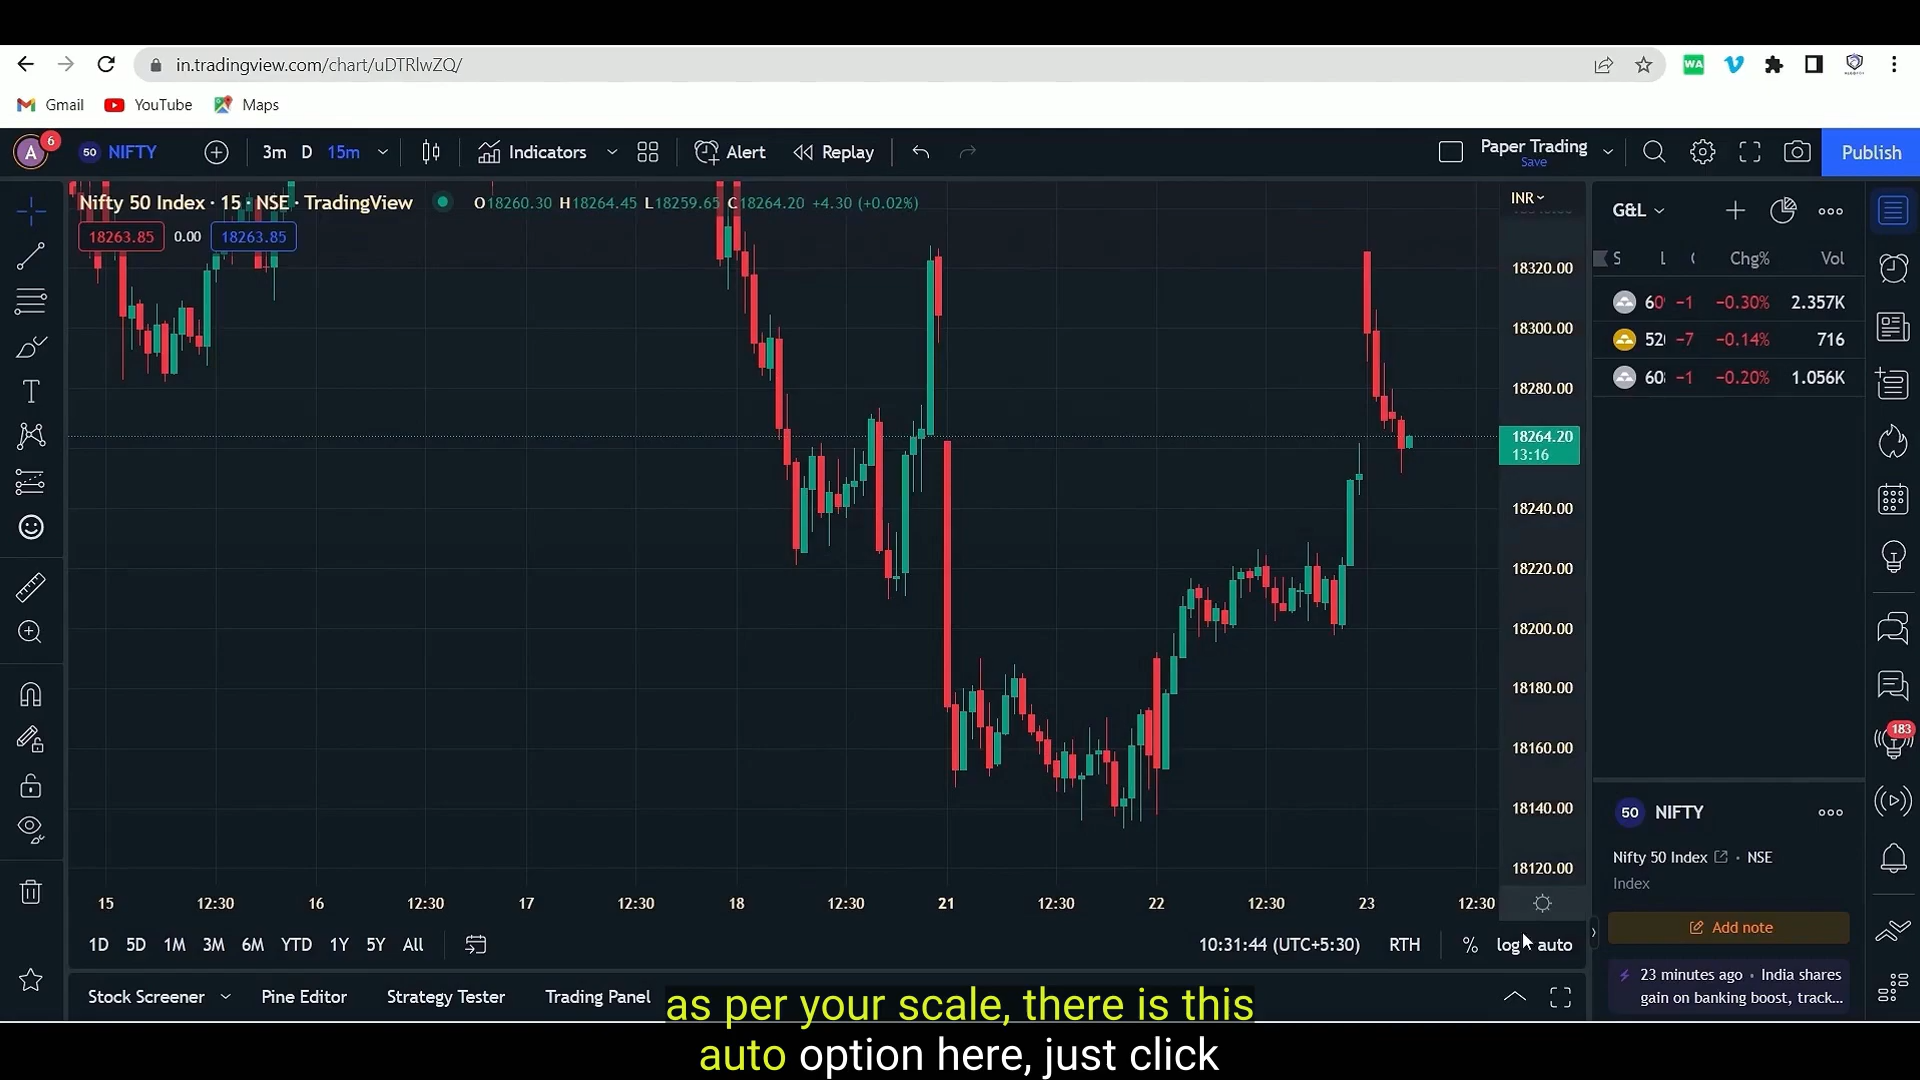 in.tradingview.com/chart/uDTRlwZQ/
WA
Gmail YouTube Maps
A 6 50 NIFTY 3m D 15m Indicators Alert Replay Paper Trading Save Publish
Nifty 50 Index · 15 · NSE · TradingView O18260.30 H18264.45 L18259.65 C18264.20 +4.30 (+0.02%)
18263.85 0.00 18263.85
INR
18320.00
18300.00
18280.00
18264.20
13:16
18240.00
18220.00
18200.00
18180.00
18160.00
18140.00
18120.00
15 12:30 16 12:30 17 12:30 18 12:30 21 12:30 22 12:30 23 12:30
1D 5D 1M 3M 6M YTD 1Y 5Y All 10:31:44 (UTC+5:30) RTH % log auto
Stock Screener Pine Editor Strategy Tester Trading Panel
G&L
S L Chg% Vol
−1 −0.30% 2.357K
52 −7 −0.14% 716
60 −1 −0.20% 1.056K
183
50 NIFTY
Nifty 50 Index · NSE
Index
Add note
23 minutes ago · India shares
gain on banking boost, track...
as per your scale, there is this
auto option here, just click